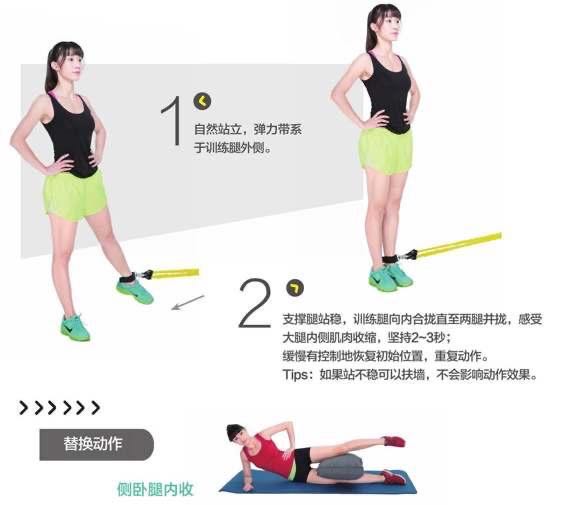 1
自然站立，弹力带系
于训练腿外侧。
2
支撑腿站稳，训练腿向内合拢直至两腿并拢，感受
大腿内侧肌肉收缩，坚持2~3秒；
缓慢有控制地恢复初始位置，重复动作。
Tips：如果站不稳可以扶墙，不会影响动作效果。
替换动作
侧卧腿内收